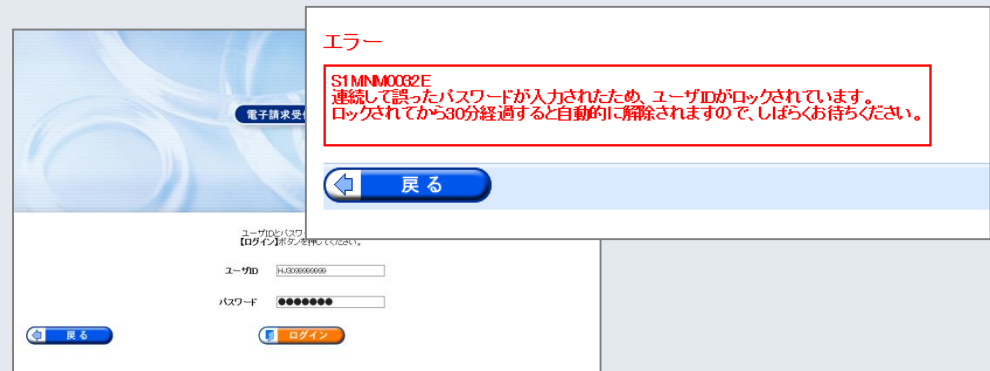 エラー
S1MNM0032E
連続して誤ったパスワードが入力されたため、ユーザIDがロックされています。
ロックされてから30分経過すると自動的に解除されますので、しばらくお待ちください。
戻る
電子請求受
ユーザIDとパスワ
【ログイン】ボタンを押してください。
ユーザID HJ3099999999
パスワード ●●●●●●●
戻る ログイン